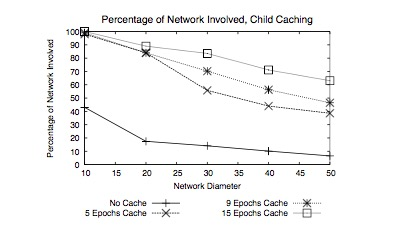 Percentage of Network Involved, Child Caching
Percentage of Network Involved
100
90
80
70
60
50
40
30
20
10
0
10 20 30 40 50
Network Diameter
No Cache 9 Epochs Cache
5 Epochs Cache 15 Epochs Cache